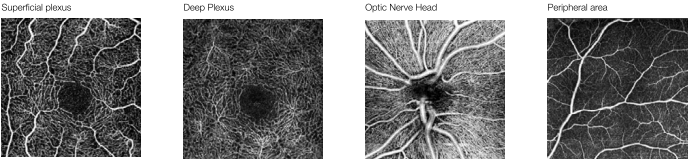 Superficial plexus
Deep Plexus
Optic Nerve Head
Peripheral area